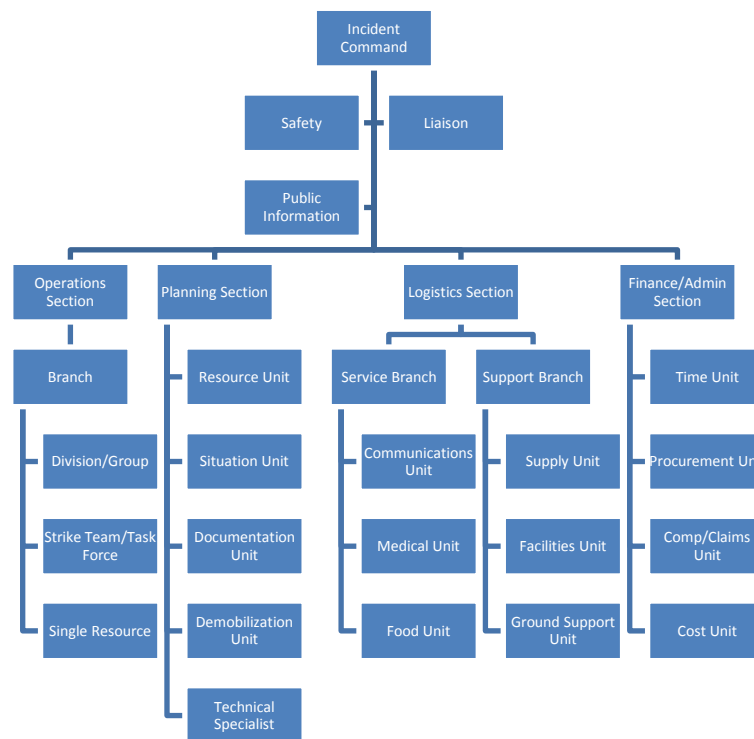 Incident
Command
Safety
Liaison
Public
Information
Operations
Section
Planning Section
Logistics Section
Finance/Admin
Section
Branch
Resource Unit
Service Branch
Support Branch
Time Unit
Division/Group
Situation Unit
Communications
Unit
Supply Unit
Procurement Un
Strike Team/Task
Force
Documentation
Unit
Medical Unit
Facilities Unit
Comp/Claims
Unit
Single Resource
Demobilization
Unit
Food Unit
Ground Support
Unit
Cost Unit
Technical
Specialist